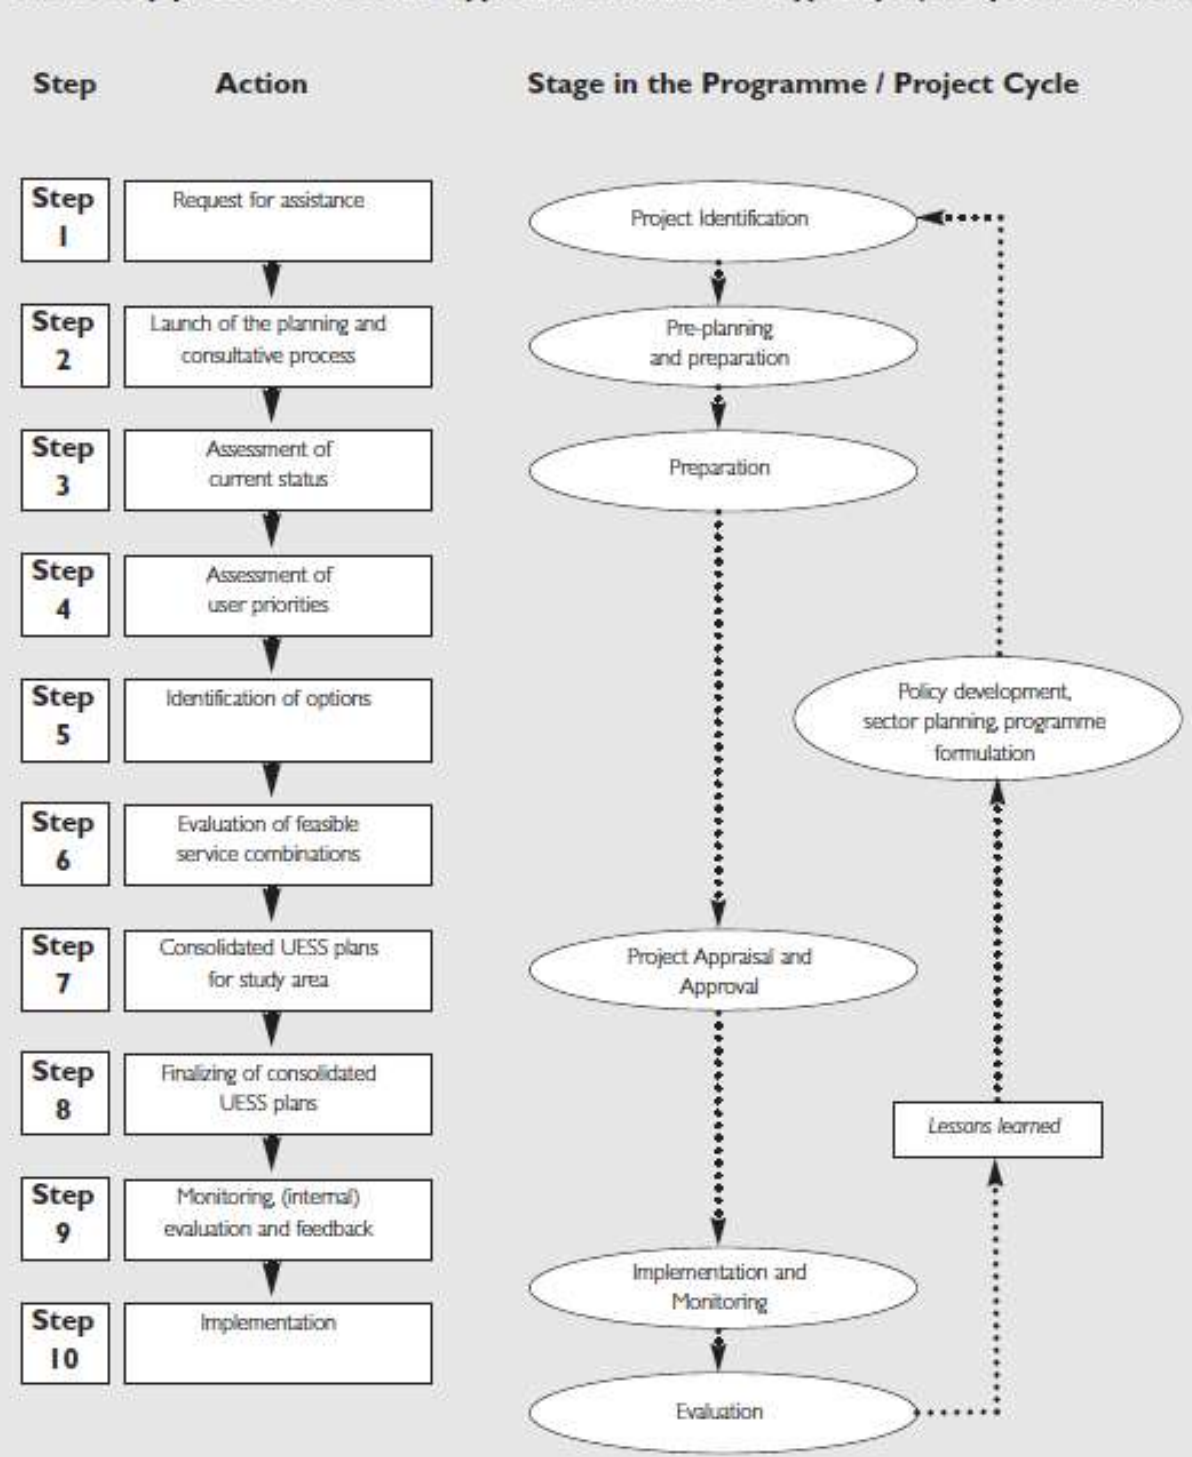 Step Action Stage in the Programme / Project Cycle
Step
1
Request for assistance
Project Identification
Step
2
Launch of the planning and
consultative process
Pre-planning
and preparation
Step
3
Assessment of
current status
Preparation
Step
4
Assessment of
user priorities
Step
5
Identification of options
Policy development,
sector planning, programme
formulation
Step
6
Evaluation of feasible
service combinations
Step
7
Consolidated UESS plans
for study area
Project Appraisal and
Approval
Step
8
Finalizing of consolidated
UESS plans
Lessons learned
Step
9
Monitoring, (internal)
evaluation and feedback
Implementation and
Monitoring
Step
10
Implementation
Evaluation